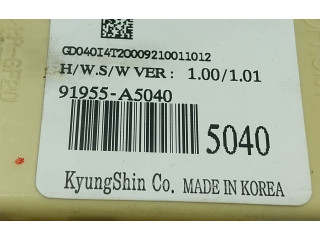 GD040I4T20009210011012
H/W.S/W VER: 1.00/1.01
91955-A5040
5040
KyungShin Co. MADE IN KOREA